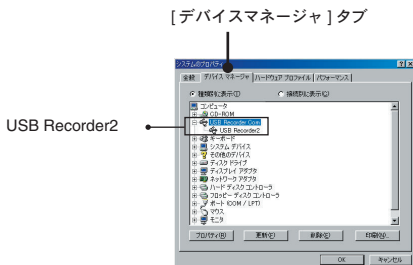 [デバイスマネージャ]タブ
システムのプロパティ
全般 デバイス マネージャ ハードウェア プロファイル パフォーマンス
種類別に表示(T) 接続別に表示(C)
コンピュータ
CD-ROM
USB Recorder Com
USB Recorder2
USB Recorder2
キーボード
システム デバイス
その他のデバイス
ディスク ドライブ
ディスプレイ アダプタ
ネットワーク アダプタ
ハード ディスク コントローラ
フロッピー ディスク コントローラ
ポート (COM / LPT)
マウス
モニタ
プロパティ(R) 更新(F) 削除(E) 印刷(N)...
OK キャンセル